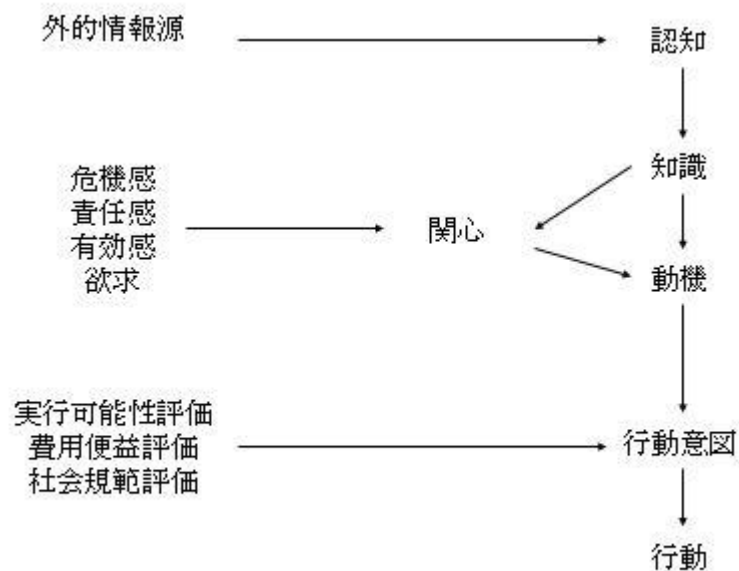 外的情報源
認知
知識
危機感
責任感
有効感
欲求
関心
動機
実行可能性評価
費用便益評価
社会規範評価
行動意図
行動